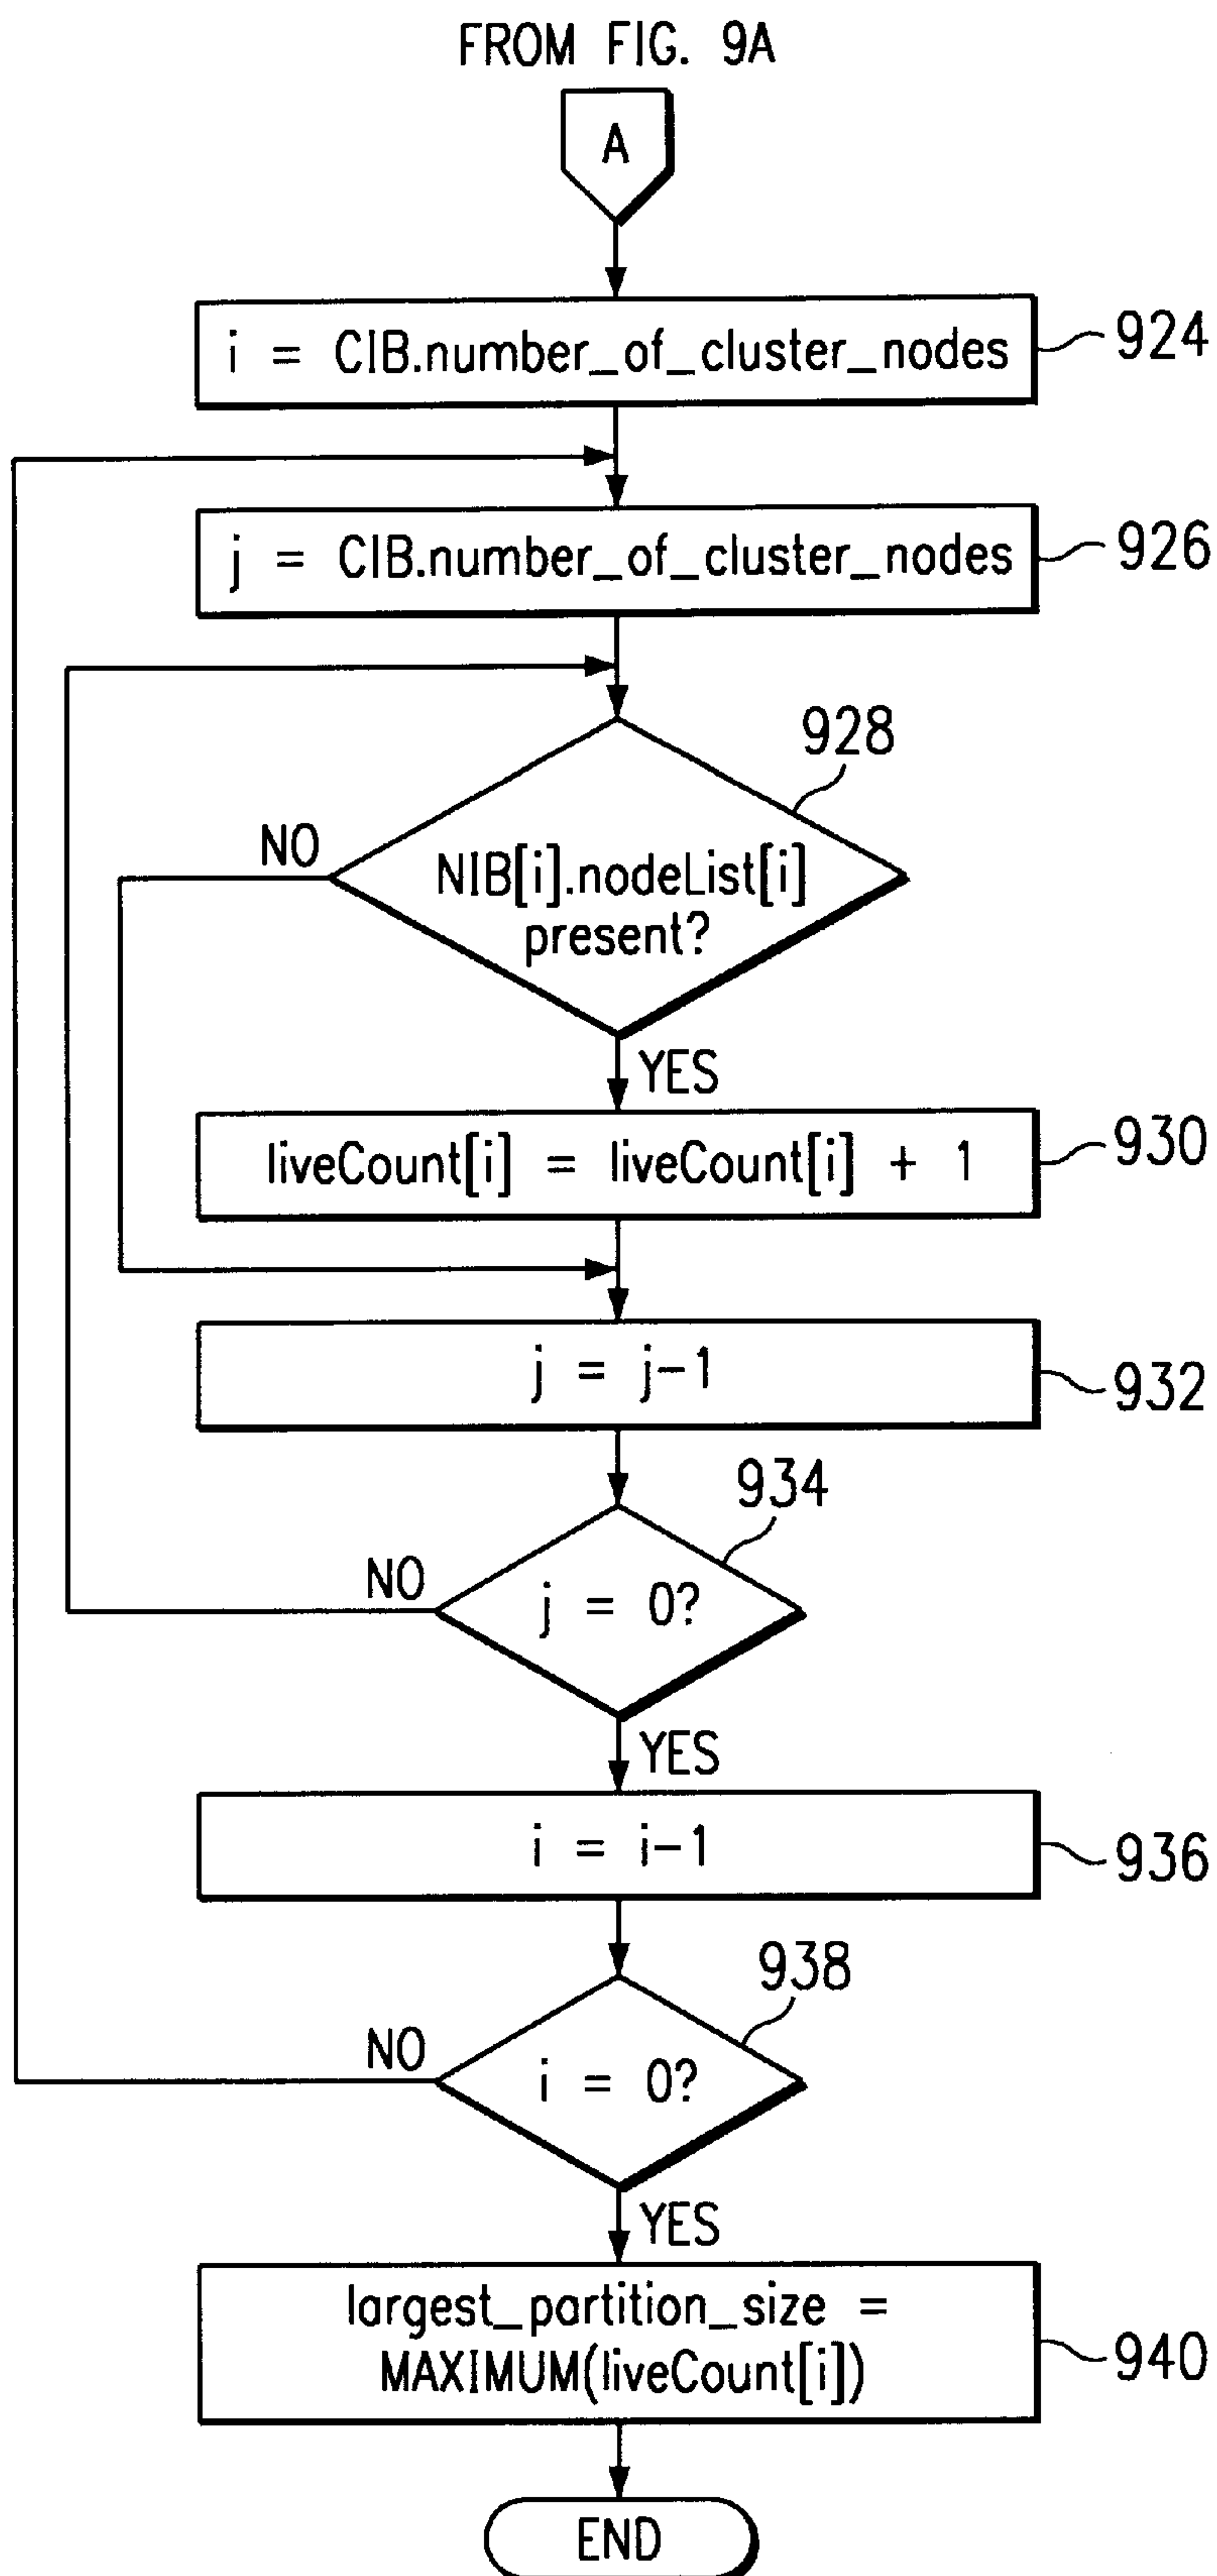 FROM FIG. 9A
A
i = CIB.number_of_cluster_nodes
924
j = CIB.number_of_cluster_nodes
926
928
NO
NIB[i].nodeList[i]
present?
YES
liveCount[i] = liveCount[i] + 1
930
j = j-1
932
934
NO
j = 0?
YES
i = i-1
936
938
NO
i = 0?
YES
largest_partition_size =
MAXIMUM(liveCount[i])
940
END